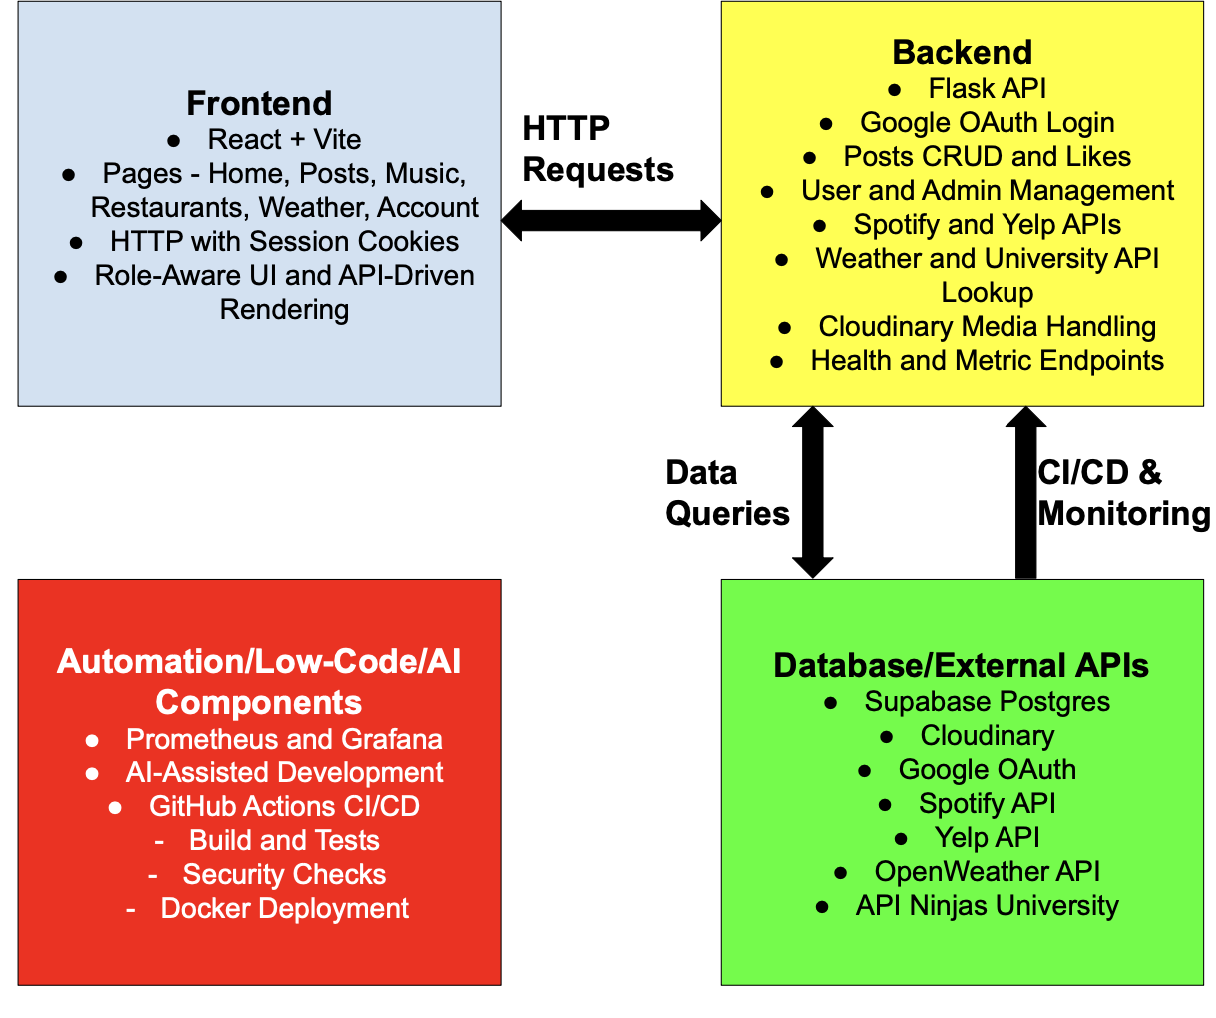 Frontend
● React + Vite
● Pages - Home, Posts, Music,
Restaurants, Weather, Account
● HTTP with Session Cookies
● Role-Aware UI and API-Driven
Rendering
HTTP
Requests
Backend
● Flask API
● Google OAuth Login
● Posts CRUD and Likes
● User and Admin Management
● Spotify and Yelp APIs
● Weather and University API
Lookup
● Cloudinary Media Handling
● Health and Metric Endpoints
Data
Queries
CI/CD &
Monitoring
Automation/Low-Code/AI
Components
● Prometheus and Grafana
● AI-Assisted Development
● GitHub Actions CI/CD
- Build and Tests
- Security Checks
- Docker Deployment
Database/External APIs
● Supabase Postgres
● Cloudinary
● Google OAuth
● Spotify API
● Yelp API
● OpenWeather API
● API Ninjas University